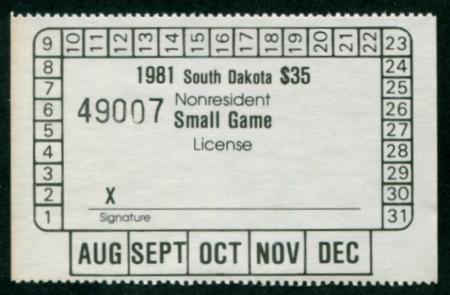 9 10 11 12 13 14 15 16 17 18 19 20 21 22 23
8 24
7 25
6 26
5 27
4 28
3 29
2 30
1 31
1981 South Dakota $35
49007 Nonresident
Small Game
License
X
Signature
AUG SEPT OCT NOV DEC